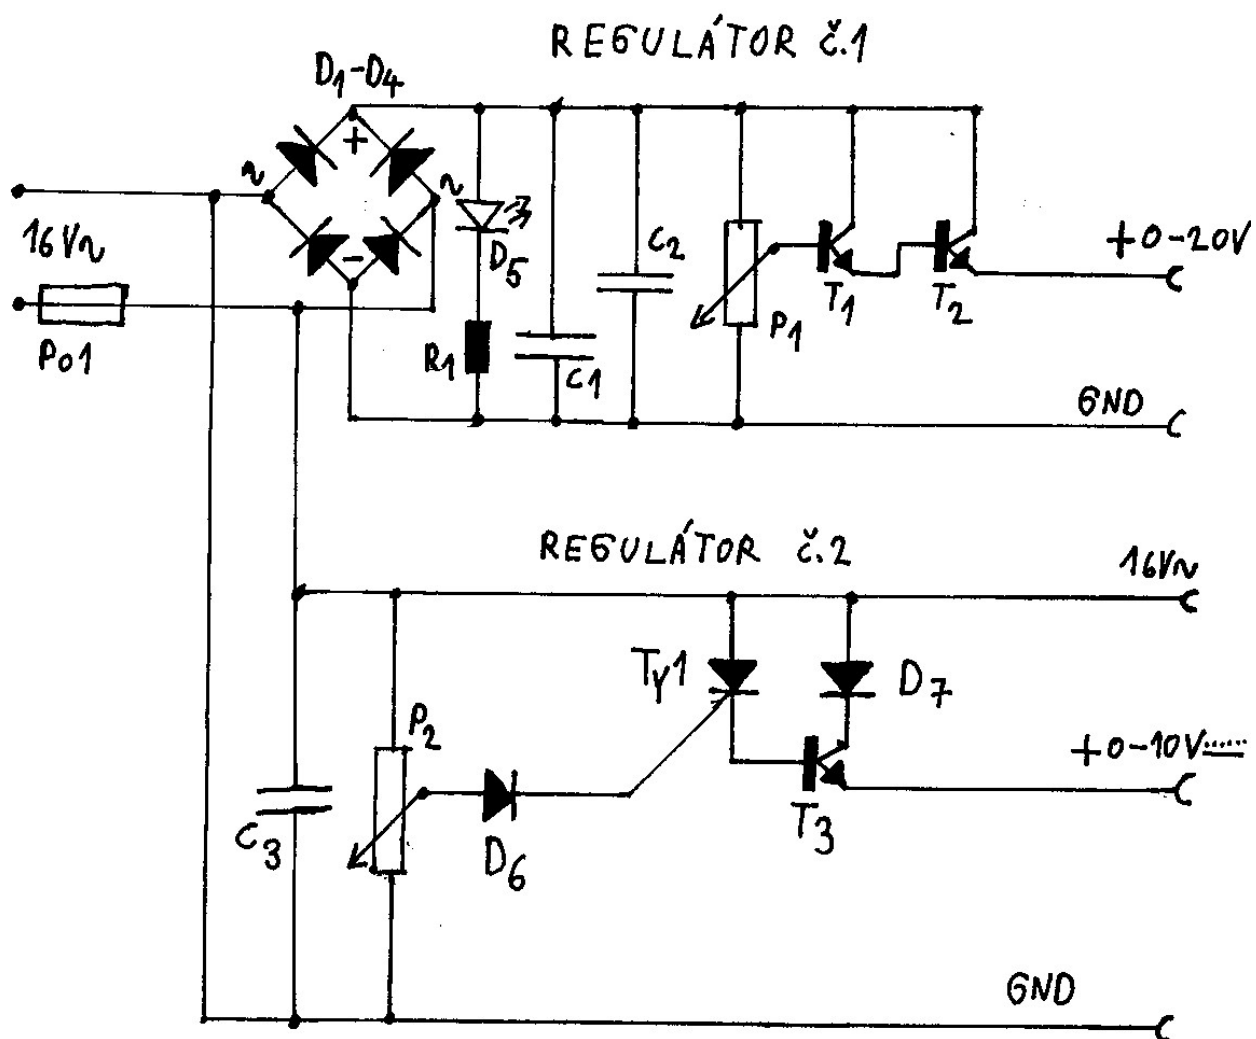 REGULÁTOR č.1
D1-D4
+
~
~
16V~
-
D5
C2
+0-20V
T1
T2
P1
Po1
R1
C1
GND
REGULÁTOR č.2
16V~
Ty1
D7
P2
+0-10V
T3
C3
D6
GND